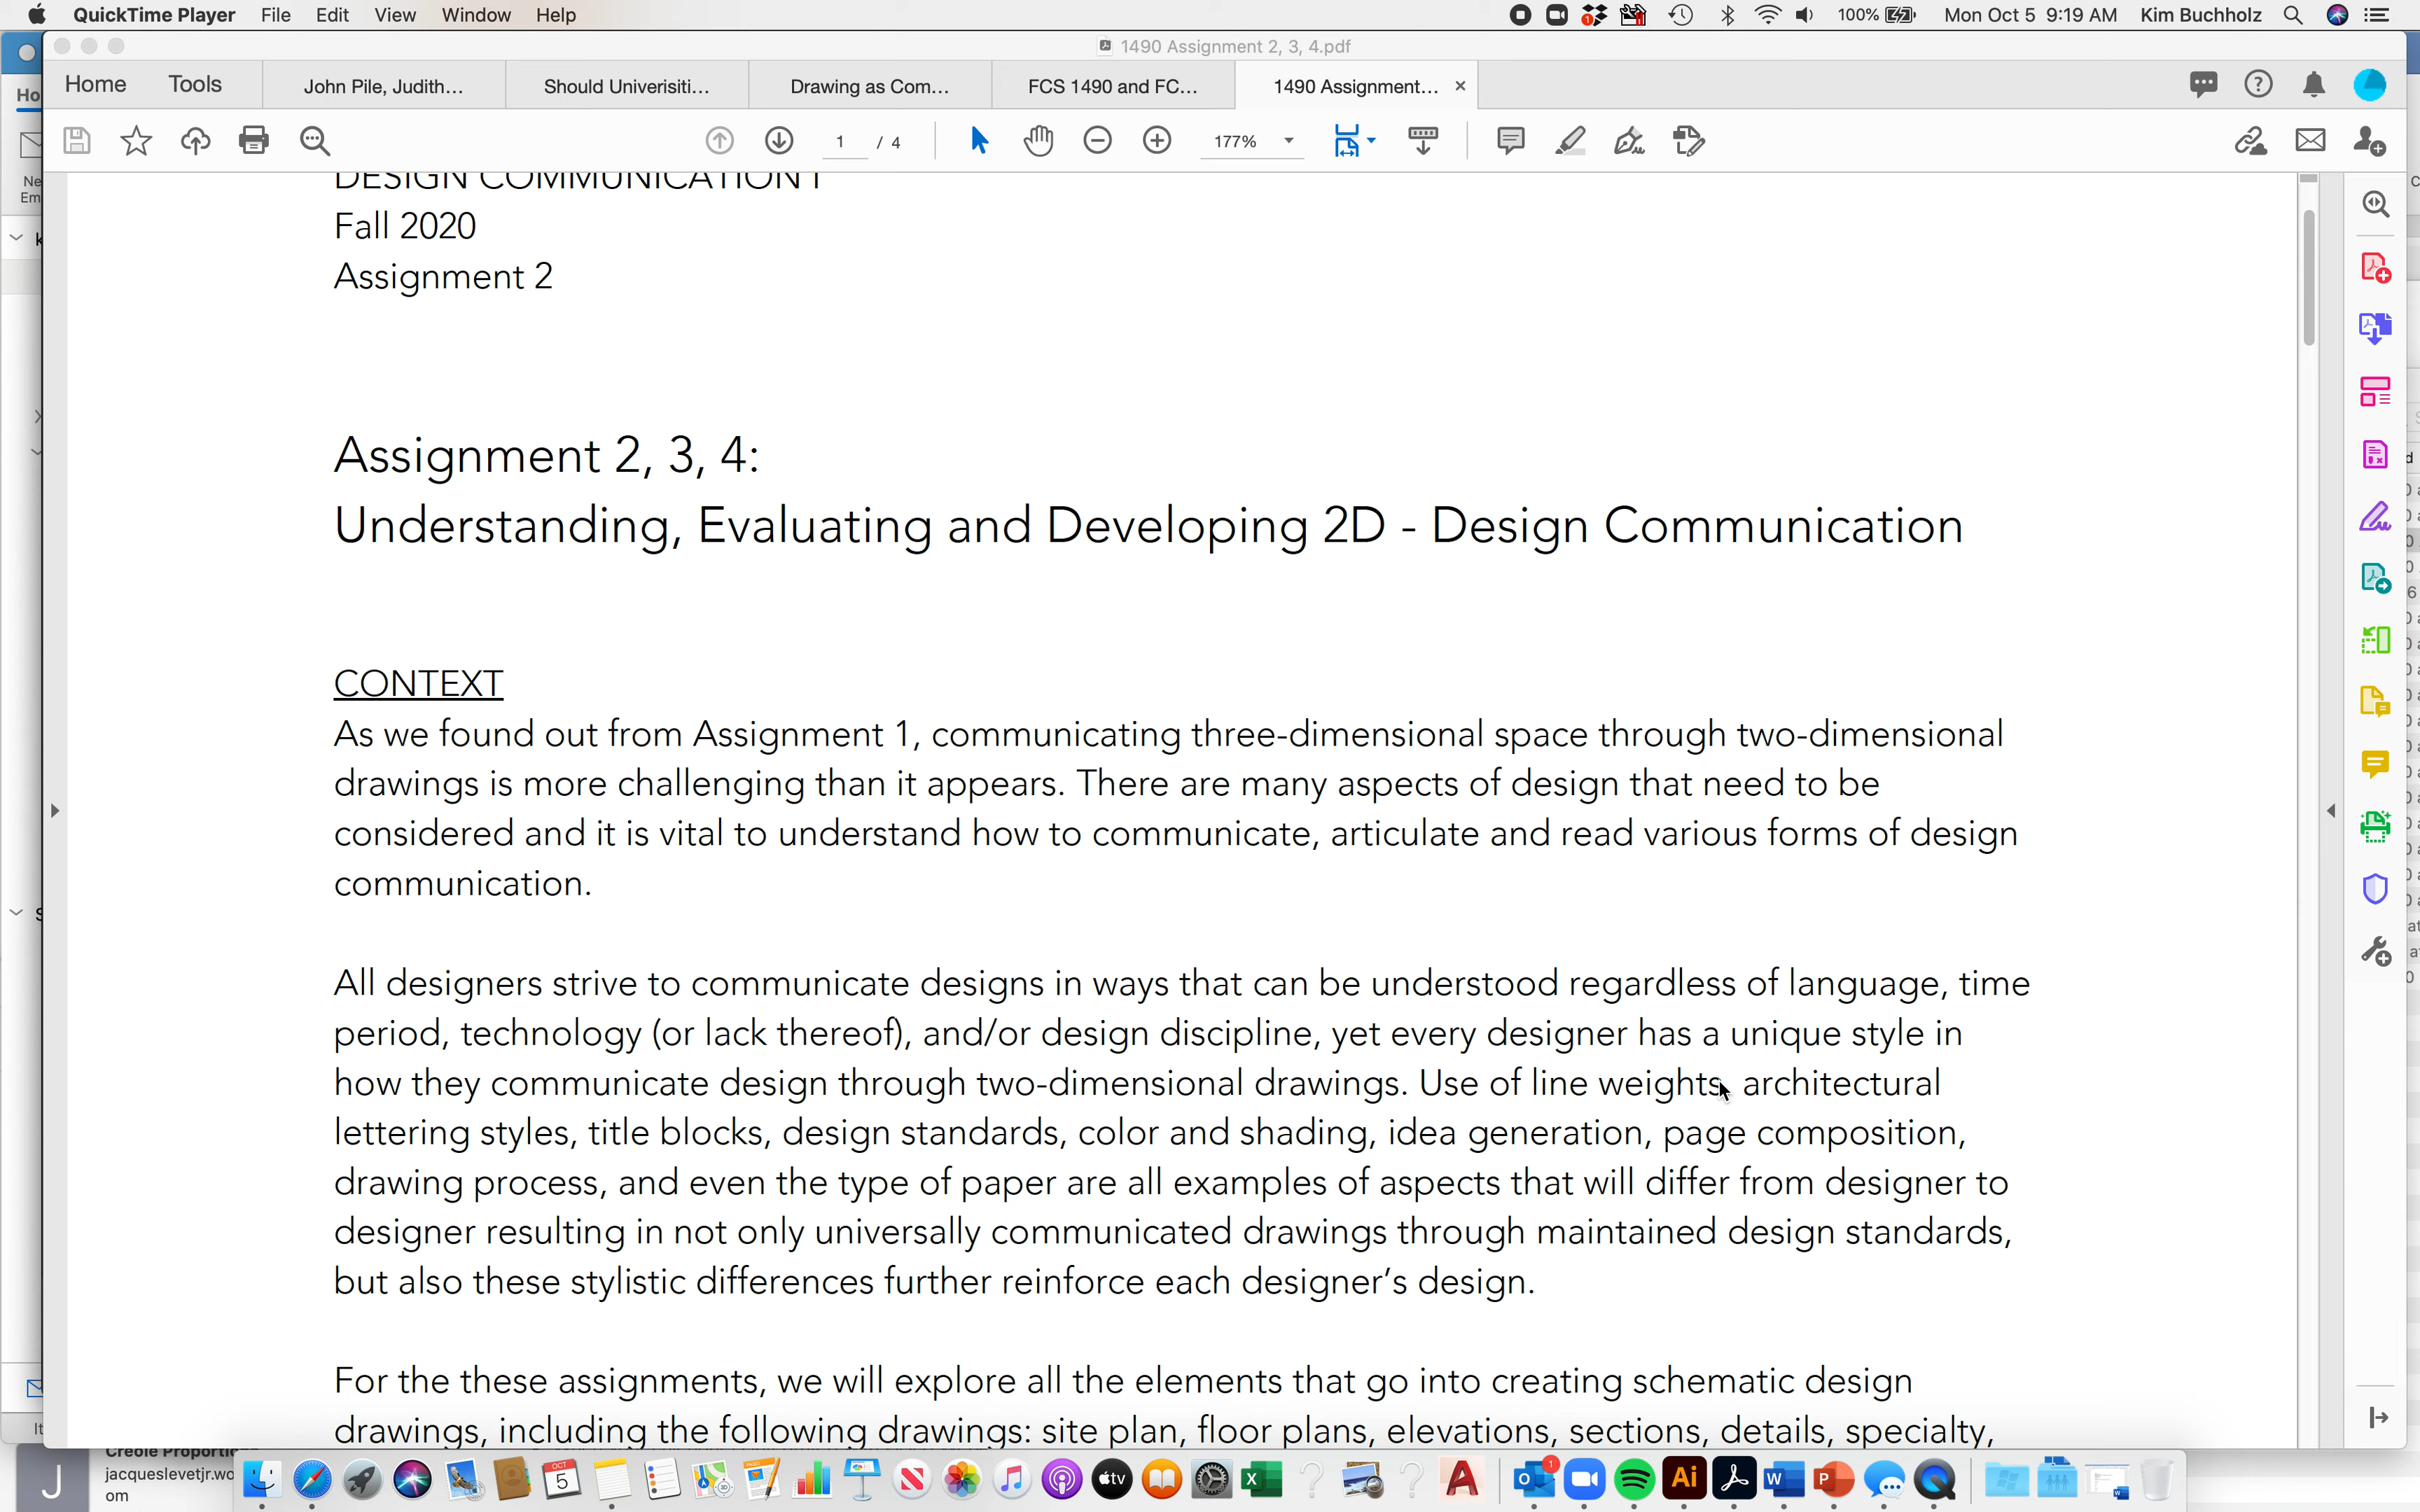 QuickTime Player File Edit View Window Help 100% Mon Oct 5 9:19 AM Kim Buchholz
1490 Assignment 2, 3, 4.pdf
Home Tools John Pile, Judith... Should Univerisiti... Drawing as Com... FCS 1490 and FC... 1490 Assignment...
1 / 4 177%
DESIGN COMMUNICATION I
Fall 2020
Assignment 2
Assignment 2, 3, 4:
Understanding, Evaluating and Developing 2D - Design Communication
CONTEXT
As we found out from Assignment 1, communicating three-dimensional space through two-dimensional
drawings is more challenging than it appears. There are many aspects of design that need to be
considered and it is vital to understand how to communicate, articulate and read various forms of design
communication.
All designers strive to communicate designs in ways that can be understood regardless of language, time
period, technology (or lack thereof), and/or design discipline, yet every designer has a unique style in
how they communicate design through two-dimensional drawings. Use of line weights, architectural
lettering styles, title blocks, design standards, color and shading, idea generation, page composition,
drawing process, and even the type of paper are all examples of aspects that will differ from designer to
designer resulting in not only universally communicated drawings through maintained design standards,
but also these stylistic differences further reinforce each designer's design.
For the these assignments, we will explore all the elements that go into creating schematic design
drawings, including the following drawings: site plan, floor plans, elevations, sections, details, specialty,
J
jacqueslevetjr.wo
om
OCT
5
tv
Ai